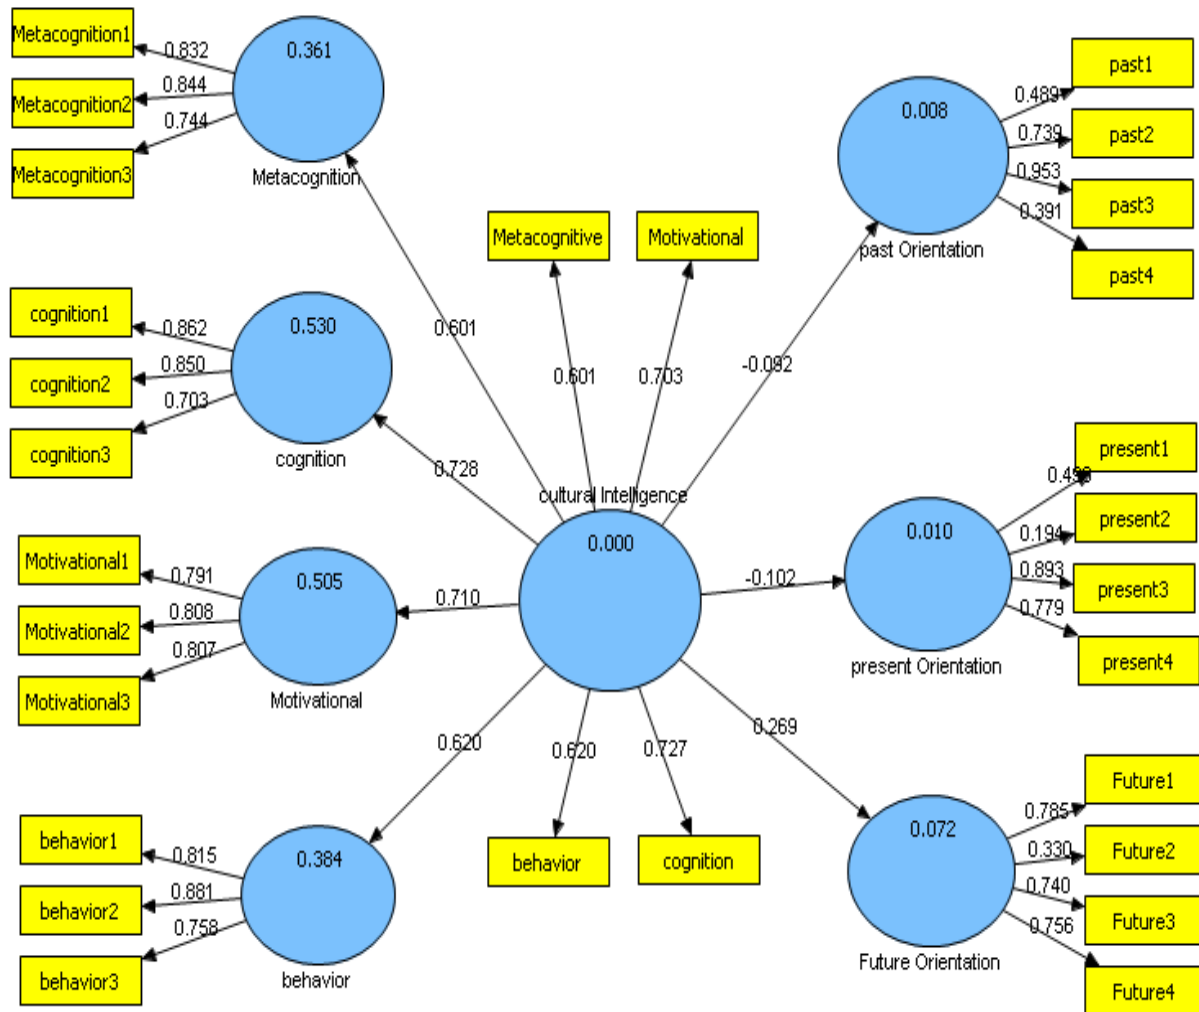 Metacognition1
0.832
Metacognition2
0.844
Metacognition3
0.744
0.361
Metacognition
cognition1
0.862
cognition2
0.850
cognition3
0.703
0.530
cognition
Motivational1
0.791
Motivational2
0.808
Motivational3
0.807
0.505
Motivational
behavior1
0.815
behavior2
0.881
behavior3
0.758
0.384
behavior
Metacognitive
Motivational
0.601
0.601
0.703
-0.092
0.728
cultural Intelligence
0.000
0.710
-0.102
0.620
0.620
0.727
0.269
behavior
cognition
0.008
past Orientation
0.489
past1
0.739
past2
0.953
past3
0.391
past4
0.010
present Orientation
present1
0.194
present2
0.893
present3
0.779
present4
0.072
Future Orientation
0.785
Future1
0.330
Future2
0.740
Future3
0.756
Future4